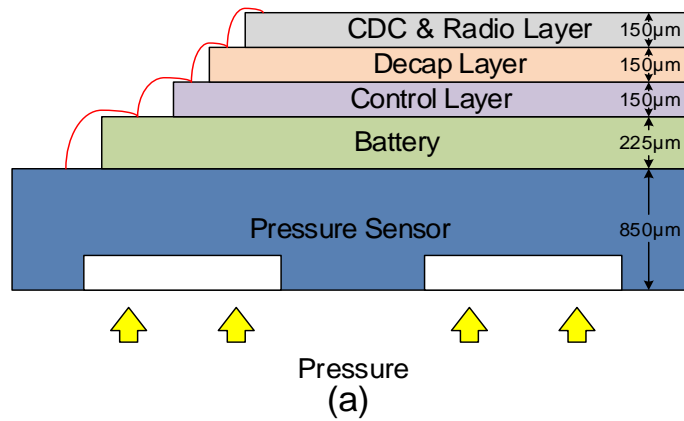 CDC & Radio Layer 150µm
Decap Layer 150µm
Control Layer 150µm
Battery 225µm
Pressure Sensor 850µm
Pressure
(a)